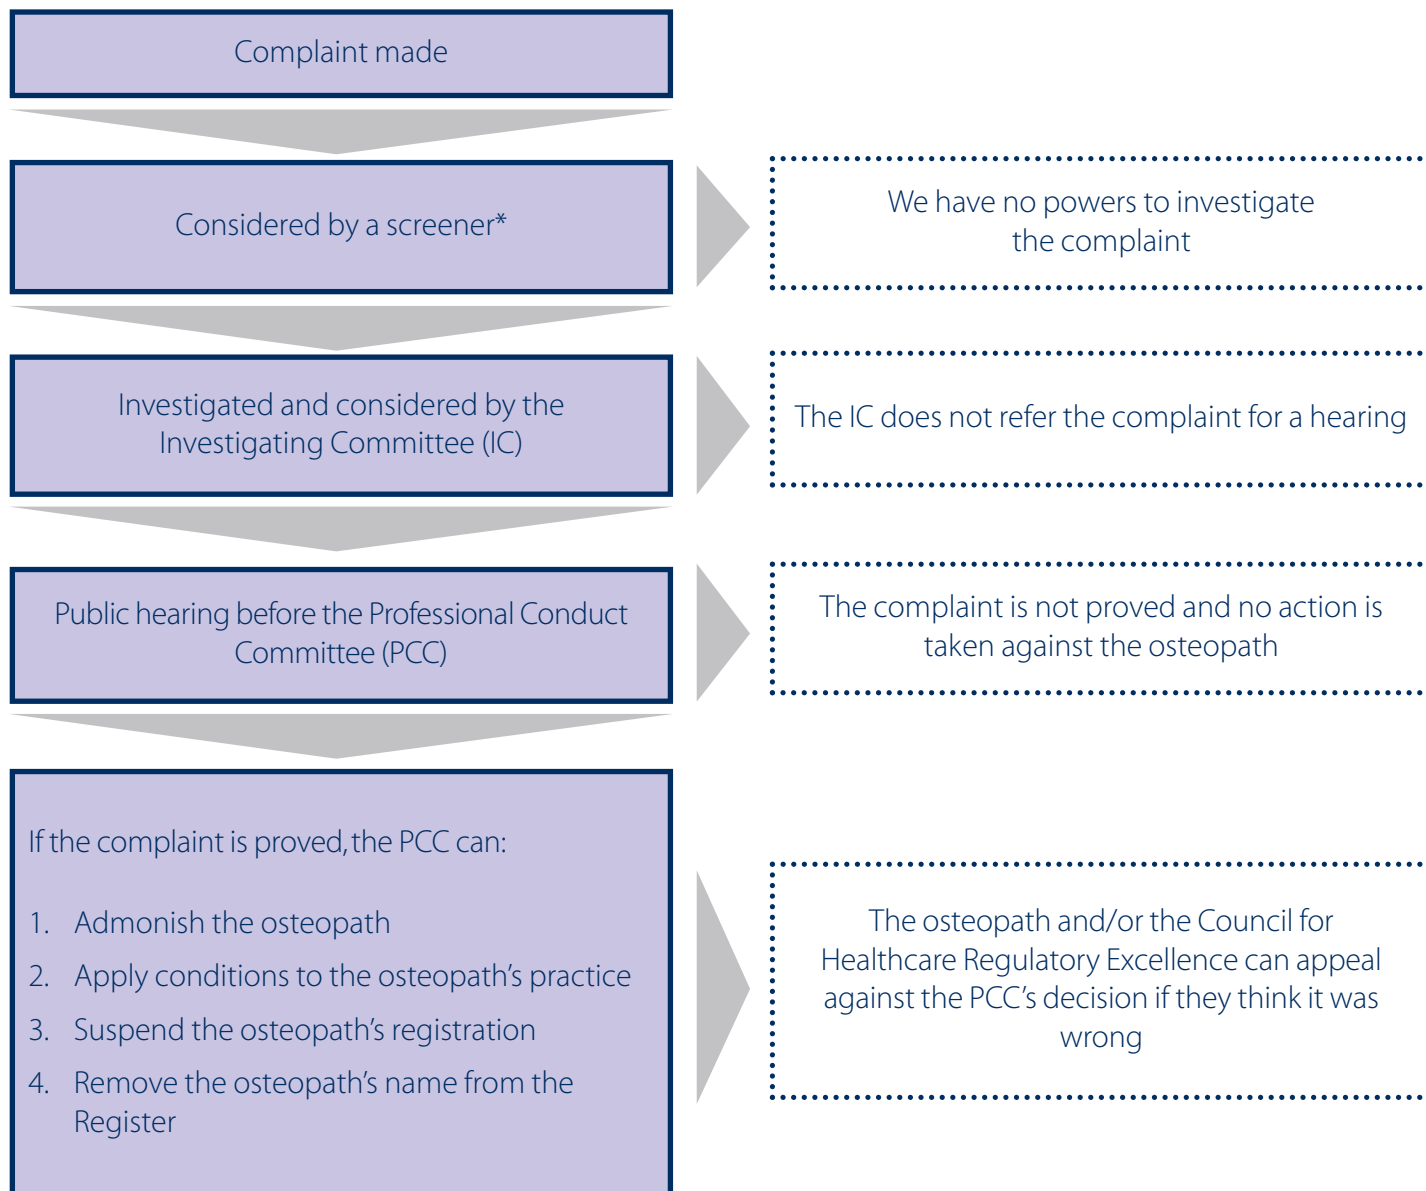 Complaint made
Considered by a screener*
We have no powers to investigate
the complaint
Investigated and considered by the
Investigating Committee (IC)
The IC does not refer the complaint for a hearing
Public hearing before the Professional Conduct
Committee (PCC)
The complaint is not proved and no action is
taken against the osteopath
If the complaint is proved, the PCC can:
1. Admonish the osteopath
2. Apply conditions to the osteopath’s practice
3. Suspend the osteopath’s registration
4. Remove the osteopath’s name from the
Register
The osteopath and/or the Council for
Healthcare Regulatory Excellence can appeal
against the PCC’s decision if they think it was
wrong